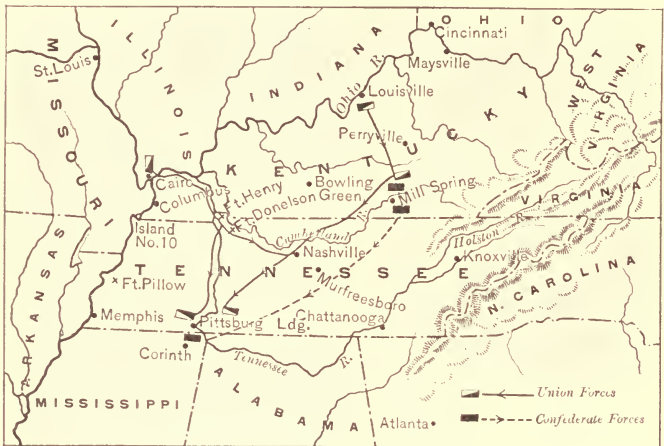 OHIO
Cincinnati
ILLINOIS
INDIANA
MISSOURI
St. Louis
Maysville
WEST VIRGINIA
Ohio R.
Louisville
Perryville
KENTUCKY
Cairo
Columbus
Ft. Henry
Ft. Donelson
Bowling Green
Mill Spring
VIRGINIA
Island No. 10
Cumberland R.
Holston R.
Nashville
Knoxville
TENNESSEE
Ft. Pillow
Murfreesboro
N. CAROLINA
ARKANSAS
Memphis
Pittsburg Ldg.
Chattanooga
Corinth
Tennessee R.
MISSISSIPPI
ALABAMA
Atlanta
Union Forces
Confederate Forces